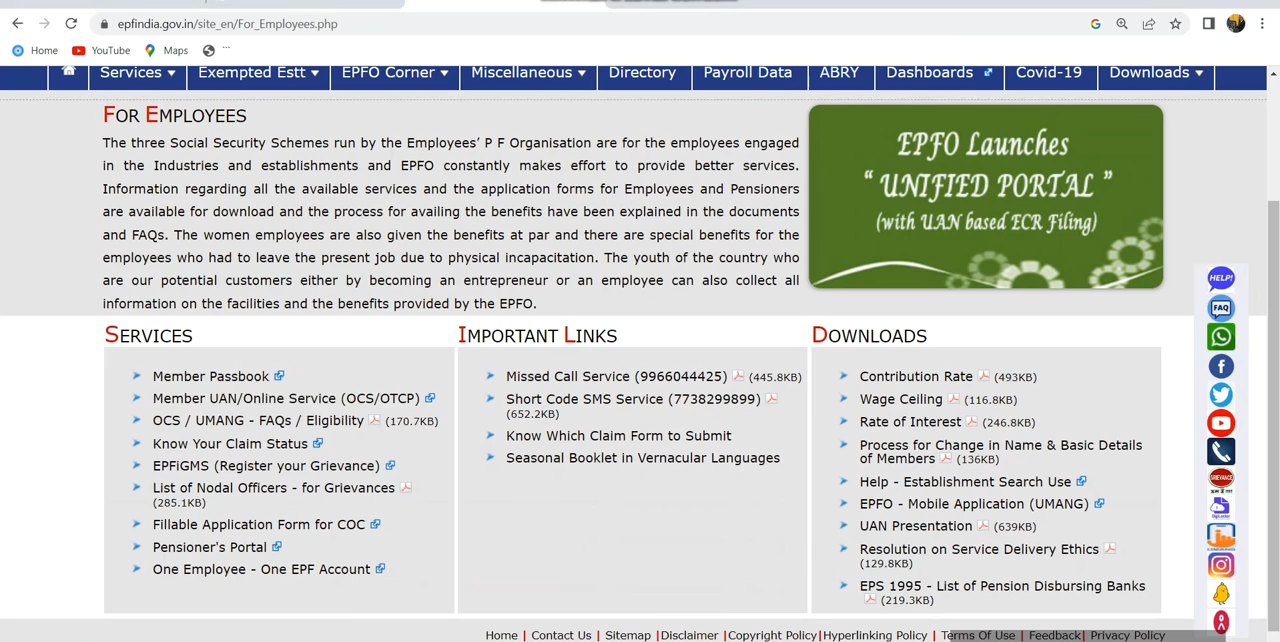 epfindia.gov.in/site_en/For_Employees.php
Home YouTube Maps
Services Exempted Estt EPFO Corner Miscellaneous Directory Payroll Data ABRY Dashboards Covid-19 Downloads
FOR EMPLOYEES
The three Social Security Schemes run by the Employees’ P F Organisation are for the employees engaged
in the Industries and establishments and EPFO constantly makes effort to provide better services.
Information regarding all the available services and the application forms for Employees and Pensioners
are available for download and the process for availing the benefits have been explained in the documents
and FAQs. The women employees are also given the benefits at par and there are special benefits for the
employees who had to leave the present job due to physical incapacitation. The youth of the country who
are our potential customers either by becoming an entrepreneur or an employee can also collect all
information on the facilities and the benefits provided by the EPFO.
EPFO Launches
“ UNIFIED PORTAL ”
(with UAN based ECR Filing)
HELP!
FAQ
GRIEVANCE
DigiLocker
SERVICES
Member Passbook
Member UAN/Online Service (OCS/OTCP)
OCS / UMANG - FAQs / Eligibility (170.7KB)
Know Your Claim Status
EPFiGMS (Register your Grievance)
List of Nodal Officers - for Grievances
(285.1KB)
Fillable Application Form for COC
Pensioner's Portal
One Employee - One EPF Account
IMPORTANT LINKS
Missed Call Service (9966044425) (445.8KB)
Short Code SMS Service (7738299899)
(652.2KB)
Know Which Claim Form to Submit
Seasonal Booklet in Vernacular Languages
DOWNLOADS
Contribution Rate (493KB)
Wage Ceiling (116.8KB)
Rate of Interest (246.8KB)
Process for Change in Name & Basic Details
of Members (136KB)
Help - Establishment Search Use
EPFO - Mobile Application (UMANG)
UAN Presentation (639KB)
Resolution on Service Delivery Ethics
(129.8KB)
EPS 1995 - List of Pension Disbursing Banks
(219.3KB)
Home | Contact Us | Sitemap |Disclaimer |Copyright Policy|Hyperlinking Policy | Terms Of Use | Feedback| Privacy Policy